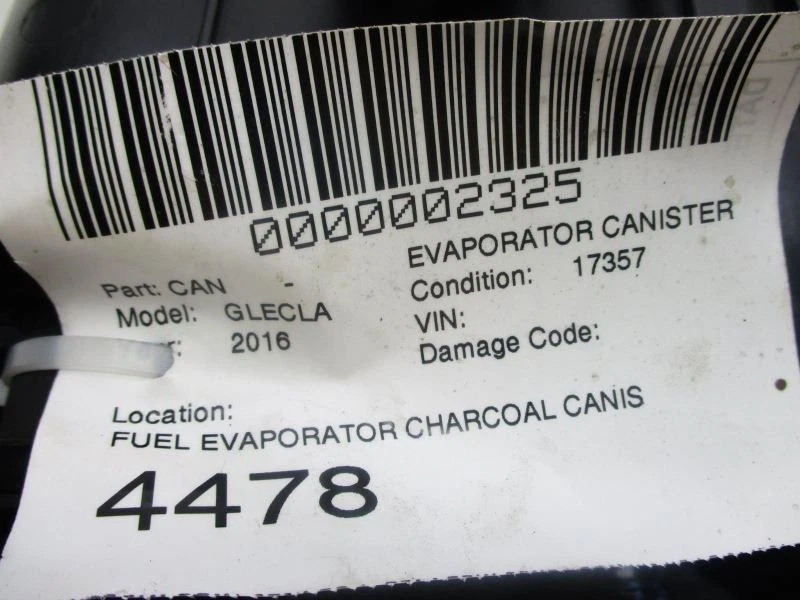 0000002325
EVAPORATOR CANISTER
Part: CAN -
Condition: 17357
Model: GLECLA
VIN:
r: 2016
Damage Code:
Location:
FUEL EVAPORATOR CHARCOAL CANIS
4478